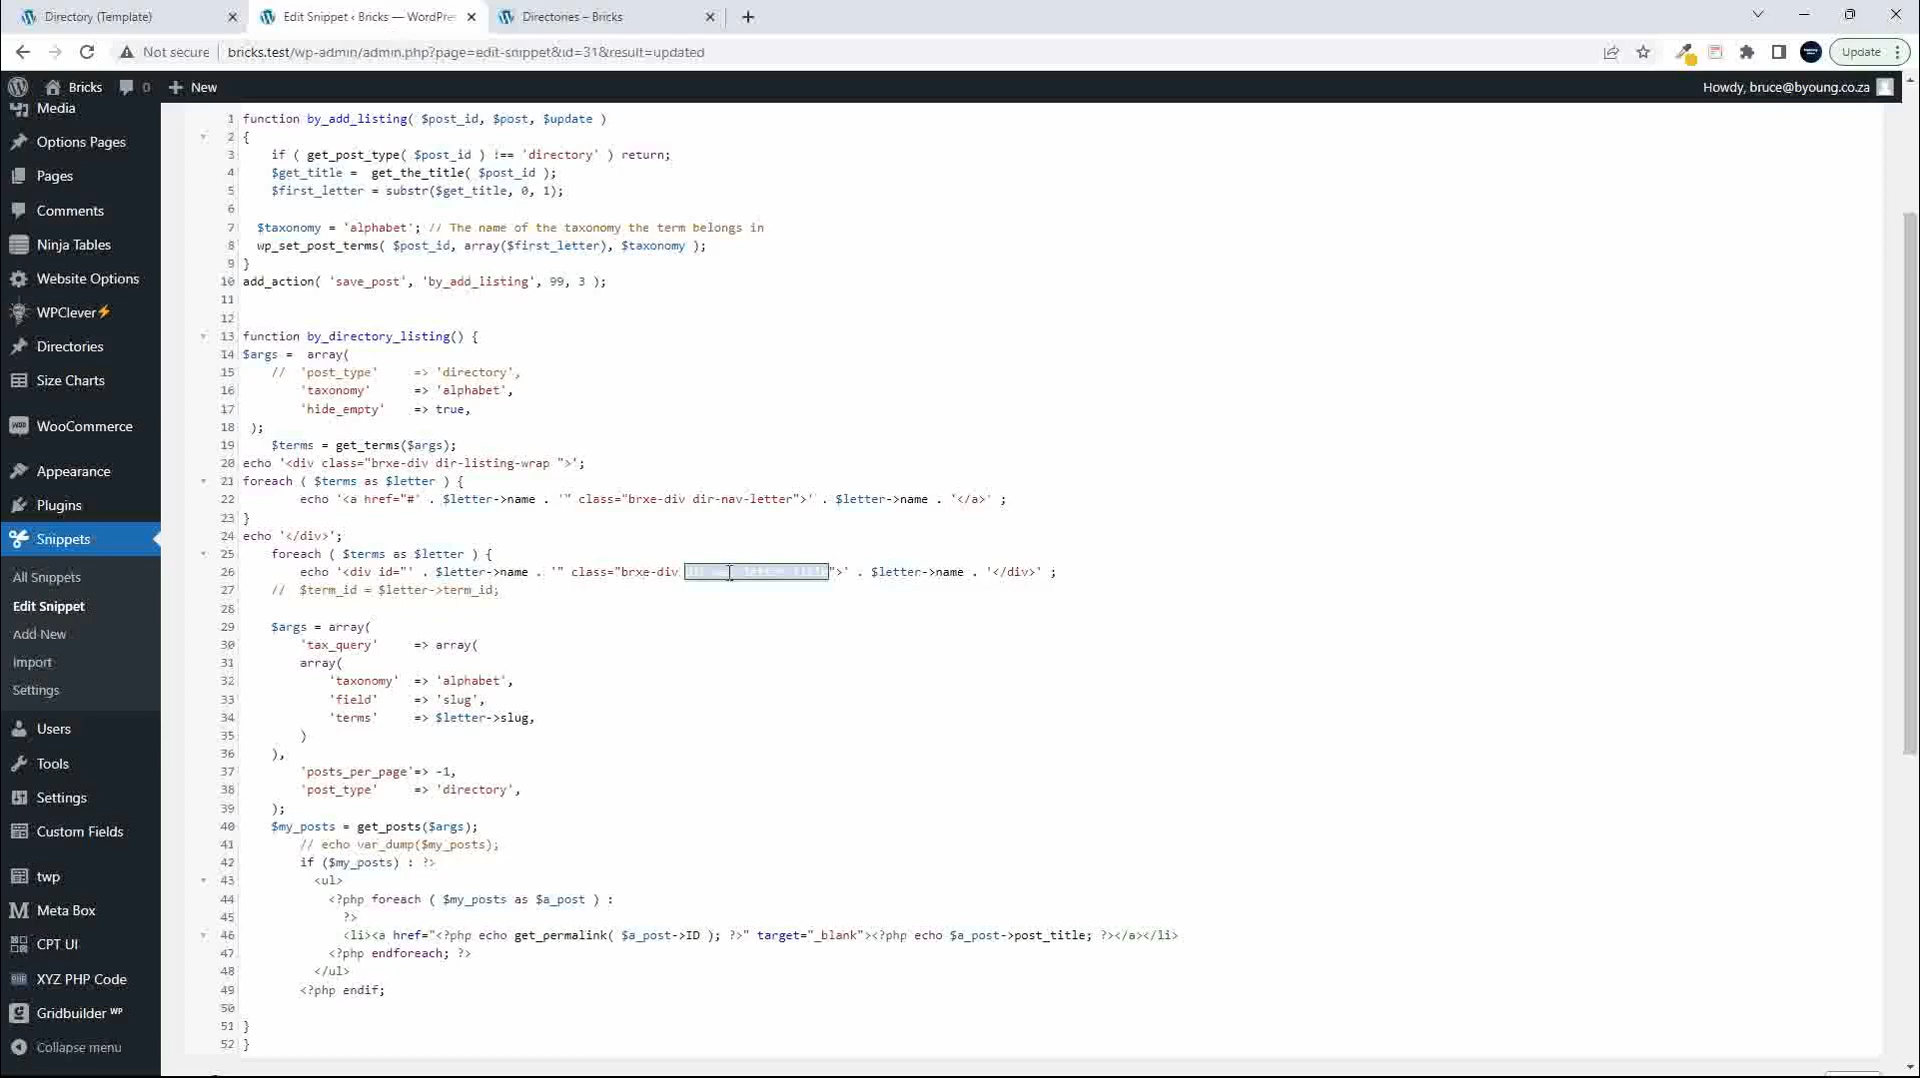 Directory (Template)
Edit Snippet ‹ Bricks — WordPre
Directories – Bricks
Not secure
bricks.test/wp-admin/admin.php?page=edit-snippet&id=31&result=updated
Update
Bricks
0
New
Howdy, bruce@byoung.co.za
Media
Options Pages
Pages
Comments
Ninja Tables
Website Options
WPClever⚡
Directories
Size Charts
WooCommerce
Appearance
Plugins
Snippets
All Snippets
Edit Snippet
Add New
Import
Settings
Users
Tools
Settings
Custom Fields
twp
Meta Box
CPT UI
XYZ PHP Code
Gridbuilder WP
Collapse menu
1 function by_add_listing( $post_id, $post, $update )
2 {
3 if ( get_post_type( $post_id ) !== 'directory' ) return;
4 $get_title = get_the_title( $post_id );
5 $first_letter = substr($get_title, 0, 1);
6
7 $taxonomy = 'alphabet'; // The name of the taxonomy the term belongs in
8 wp_set_post_terms( $post_id, array($first_letter), $taxonomy );
9 }
10 add_action( 'save_post', 'by_add_listing', 99, 3 );
11
12
13 function by_directory_listing() {
14 $args = array(
15 // 'post_type' => 'directory',
16 'taxonomy' => 'alphabet',
17 'hide_empty' => true,
18 );
19 $terms = get_terms($args);
20 echo '<div class="brxe-div dir-listing-wrap ">';
21 foreach ( $terms as $letter ) {
22 echo '<a href="#' . $letter->name . '" class="brxe-div dir-nav-letter">' . $letter->name . '</a>' ;
23 }
24 echo '</div>';
25 foreach ( $terms as $letter ) {
26 echo '<div id="' . $letter->name . '" class="brxe-div ">' . $letter->name . '</div>' ;
27 // $term_id = $letter->term_id;
28
29 $args = array(
30 'tax_query' => array(
31 array(
32 'taxonomy' => 'alphabet',
33 'field' => 'slug',
34 'terms' => $letter->slug,
35 )
36 ),
37 'posts_per_page'=> -1,
38 'post_type' => 'directory',
39 );
40 $my_posts = get_posts($args);
41 // echo var_dump($my_posts);
42 if ($my_posts) : ?>
43 <ul>
44 <?php foreach ( $my_posts as $a_post ) :
45 ?>
46 <li><a href="<?php echo get_permalink( $a_post->ID ); ?>" target="_blank"><?php echo $a_post->post_title; ?></a></li>
47 <?php endforeach; ?>
48 </ul>
49 <?php endif;
50
51 }
52 }